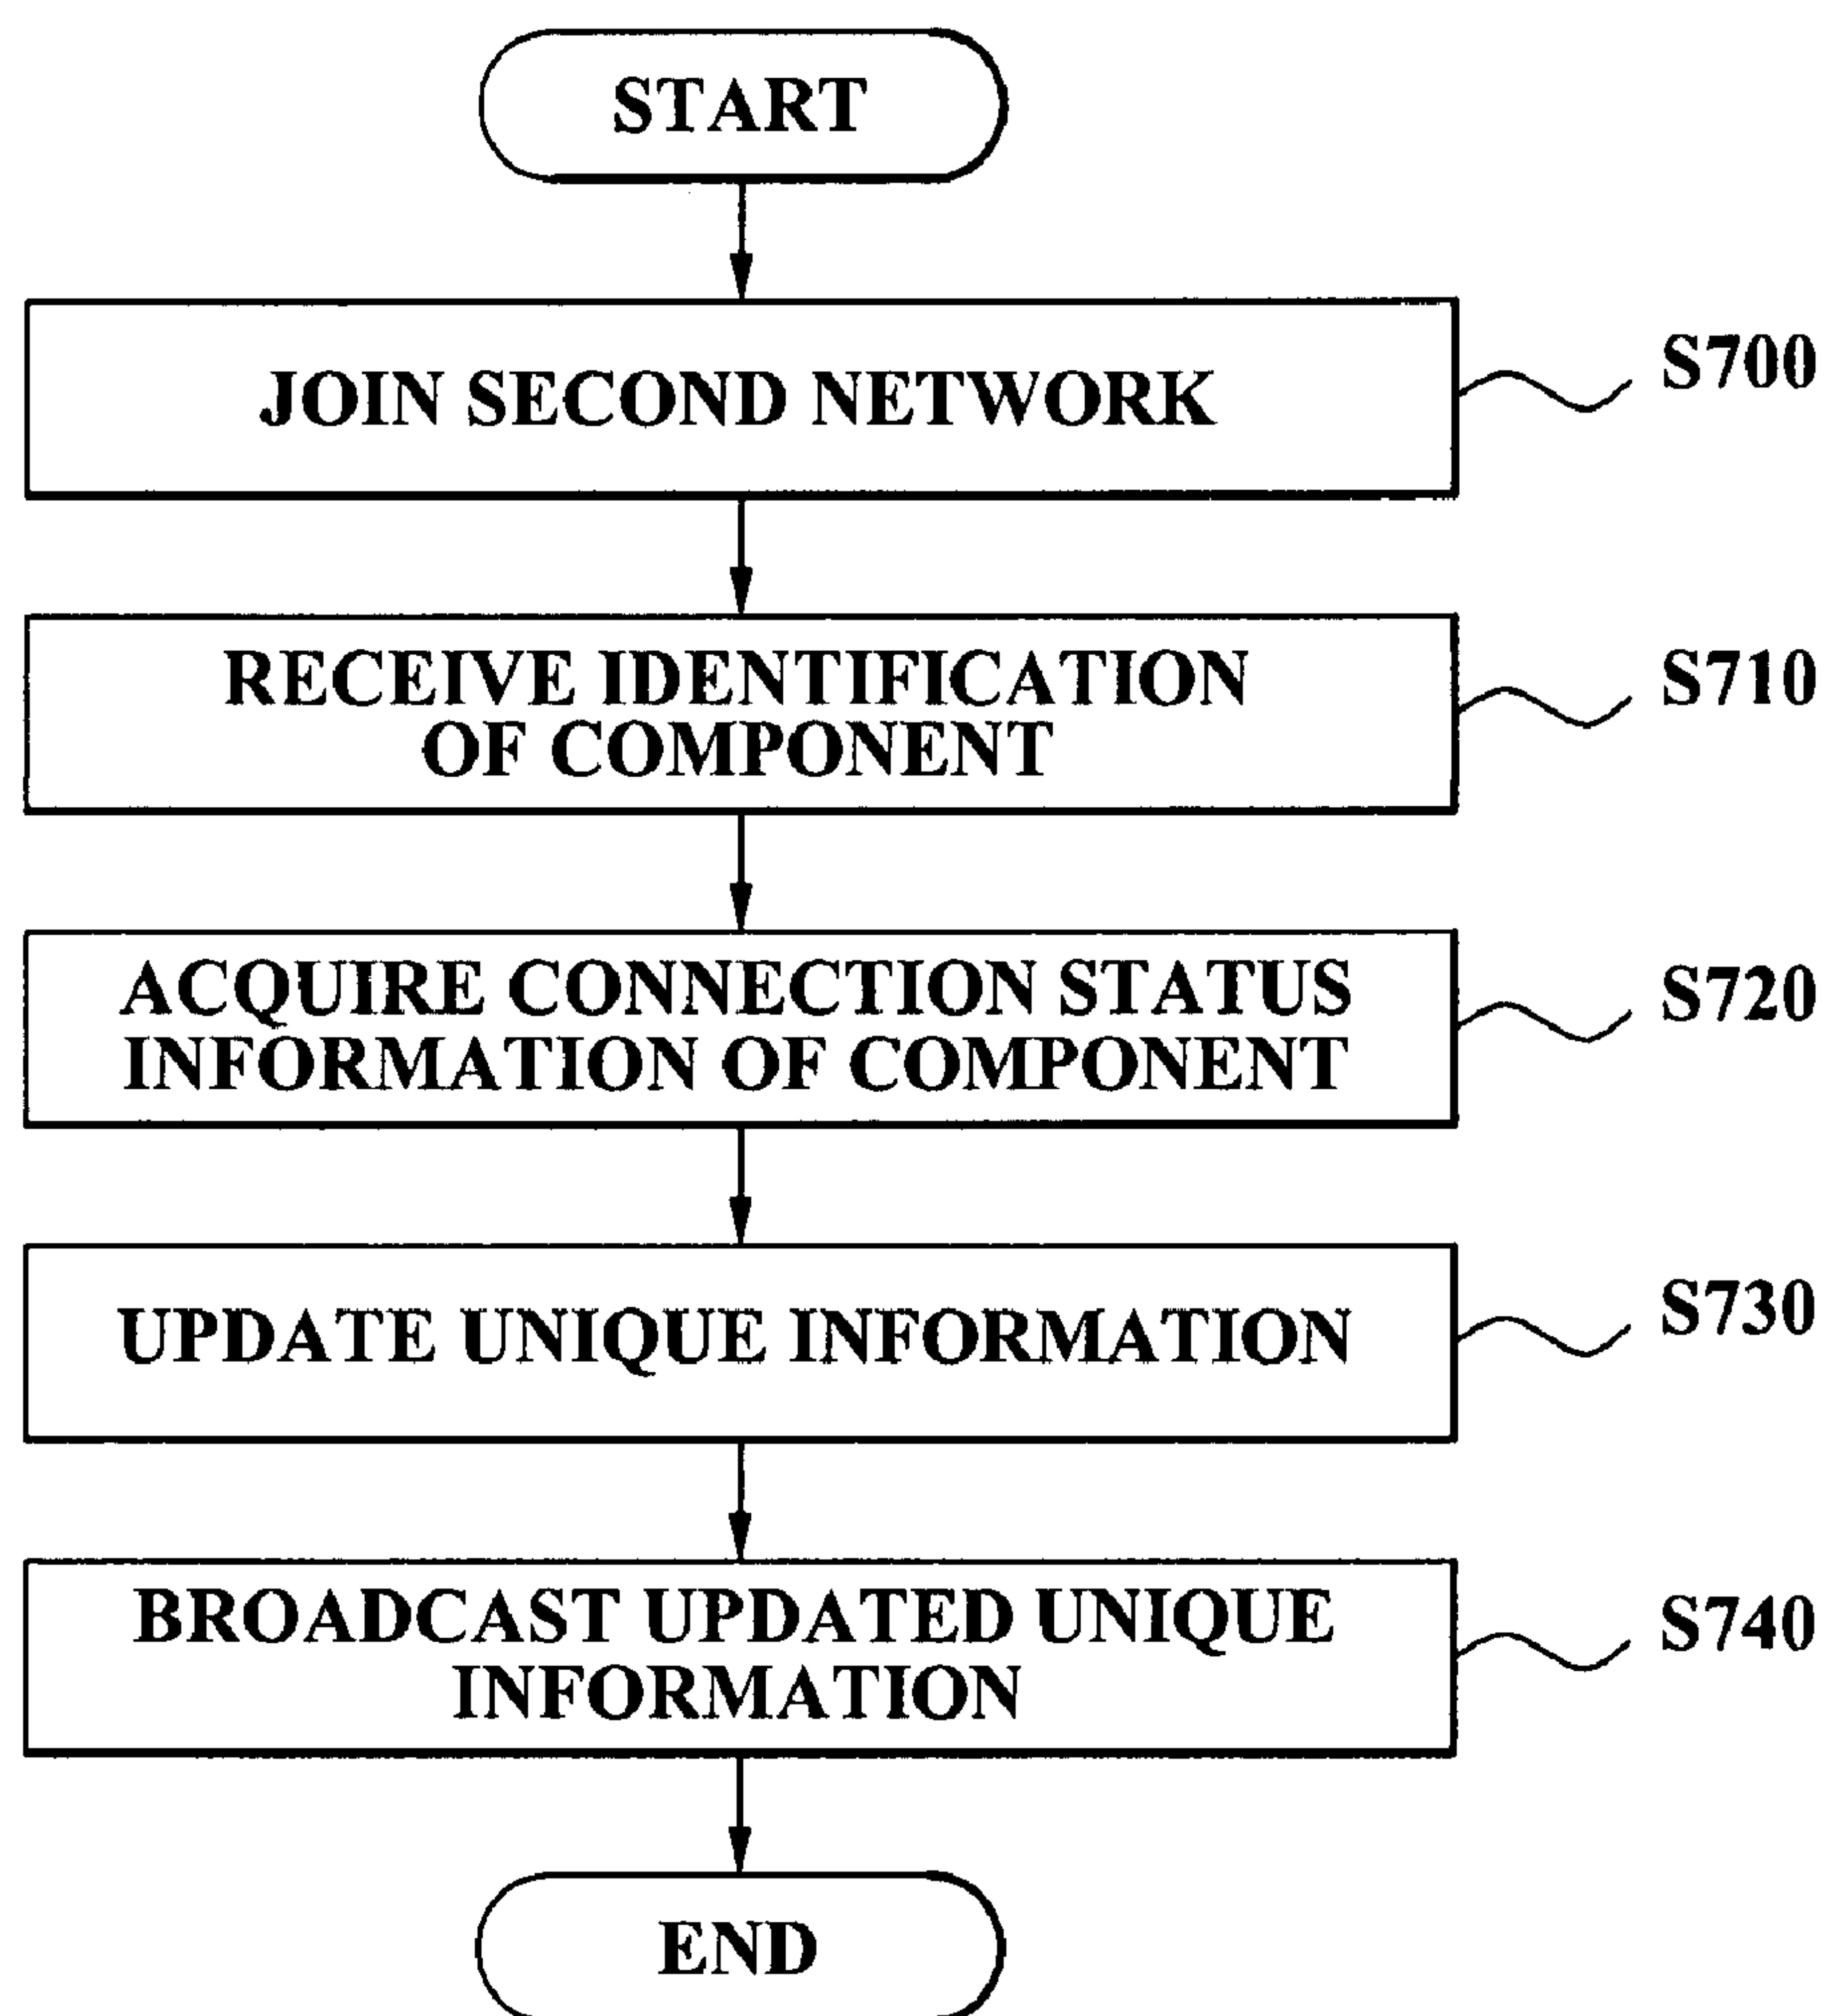 START
JOIN SECOND NETWORK
S700
RECEIVE IDENTIFICATION
OF COMPONENT
S710
ACQUIRE CONNECTION STATUS
INFORMATION OF COMPONENT
S720
UPDATE UNIQUE INFORMATION
S730
BROADCAST UPDATED UNIQUE
INFORMATION
S740
END